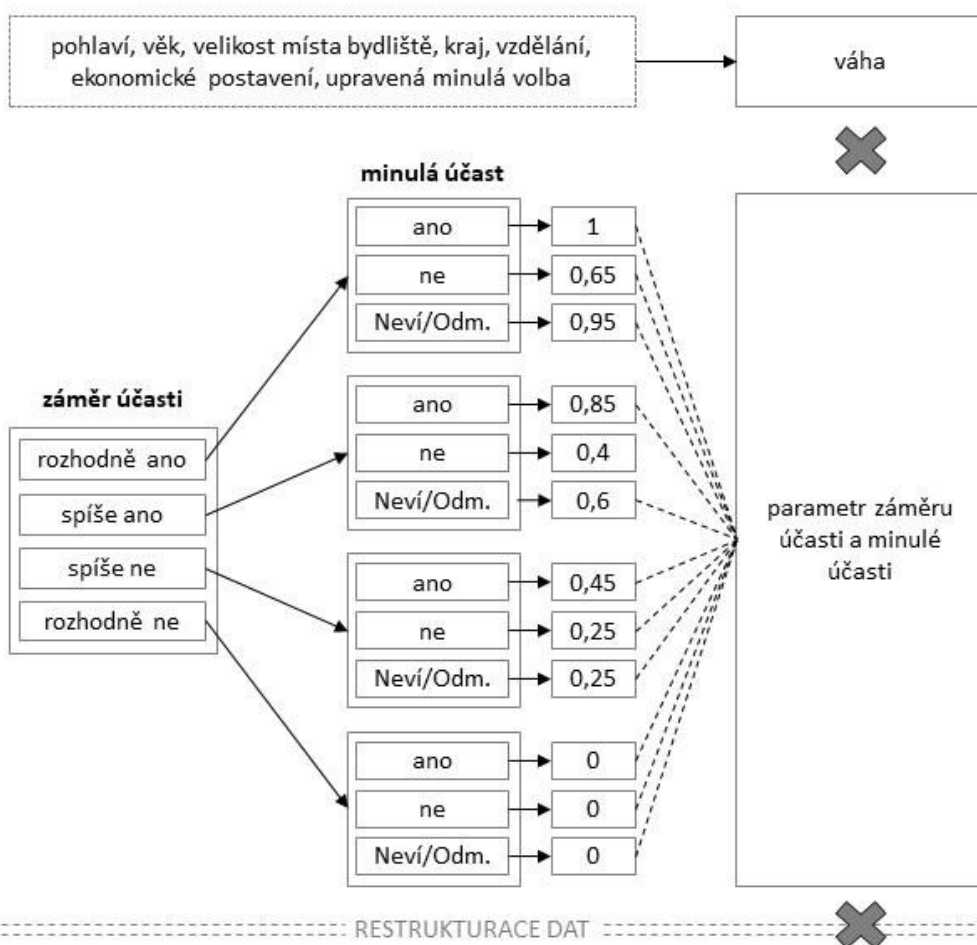 pohlaví, věk, velikost místa bydliště, kraj, vzdělání,
ekonomické postavení, upravená minulá volba
váha
minulá účast
ano
1
ne
0,65
Neví/Odm.
0,95
záměr účasti
rozhodně ano
spíše ano
spíše ne
rozhodně ne
ano
0,85
ne
0,4
Neví/Odm.
0,6
ano
0,45
ne
0,25
Neví/Odm.
0,25
ano
0
ne
0
Neví/Odm.
0
parametr záměru
účasti a minulé
účasti
RESTRUKTURACE DAT